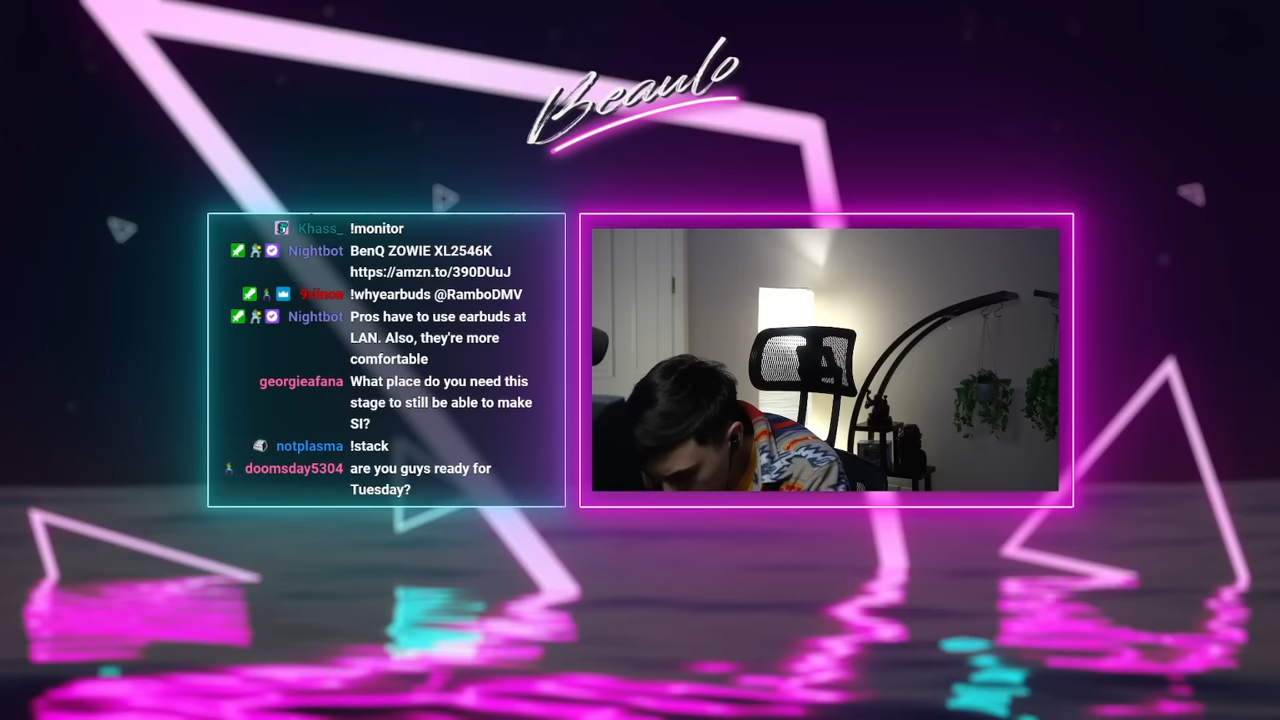 Beaulo
Khass_ !monitor
Nightbot BenQ ZOWIE XL2546K
https://amzn.to/390DUuJ
!whyearbuds @RamboDMV
Nightbot Pros have to use earbuds at
LAN. Also, they're more
comfortable
georgieafana What place do you need this
stage to still be able to make
SI?
notplasma !stack
doomsday5304 are you guys ready for
Tuesday?